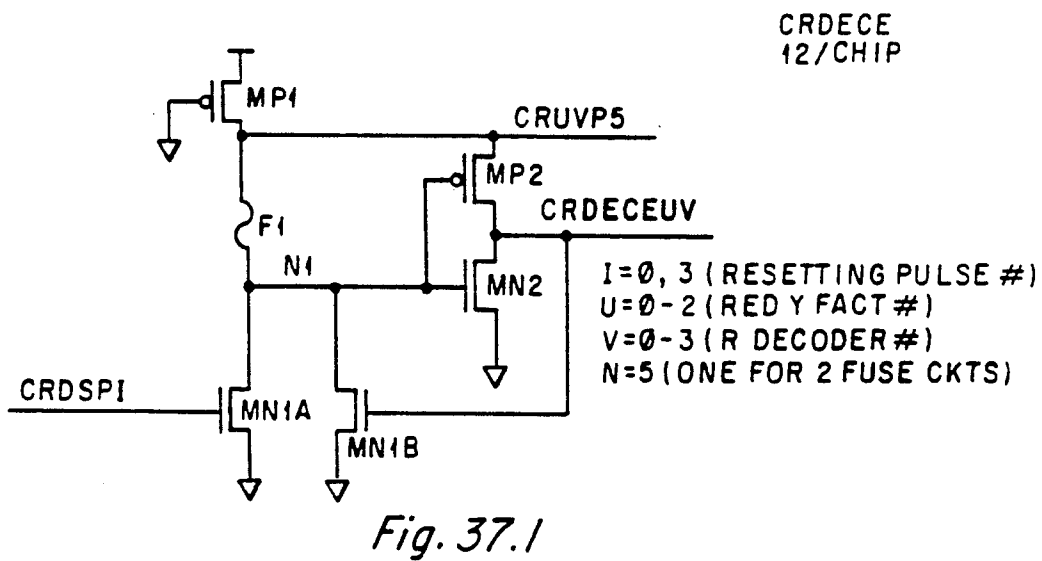 CRDECE
12/CHIP
MP1
CRUVP5
MP2
CRDECEUV
F1
N1
MN2
I=Ø, 3 (RESETTING PULSE #)
U=Ø-2 (RED Y FACT #)
V=Ø-3 (R DECODER #)
N=5 (ONE FOR 2 FUSE CKTS)
CRDSPI
MN1A
MN1B
Fig. 37.1